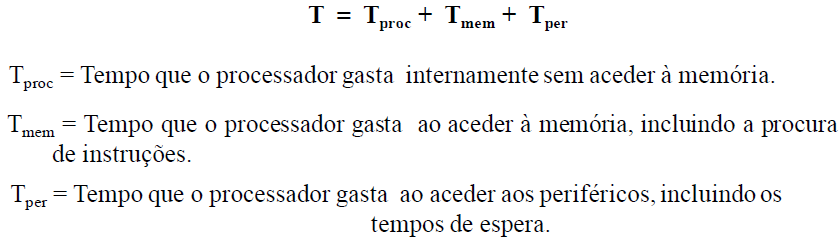 T = Tproc + Tmem + Tper
Tproc = Tempo que o processador gasta internamente sem aceder à memória.
Tmem = Tempo que o processador gasta ao aceder à memória, incluindo a procura
de instruções.
Tper = Tempo que o processador gasta ao aceder aos periféricos, incluindo os
tempos de espera.